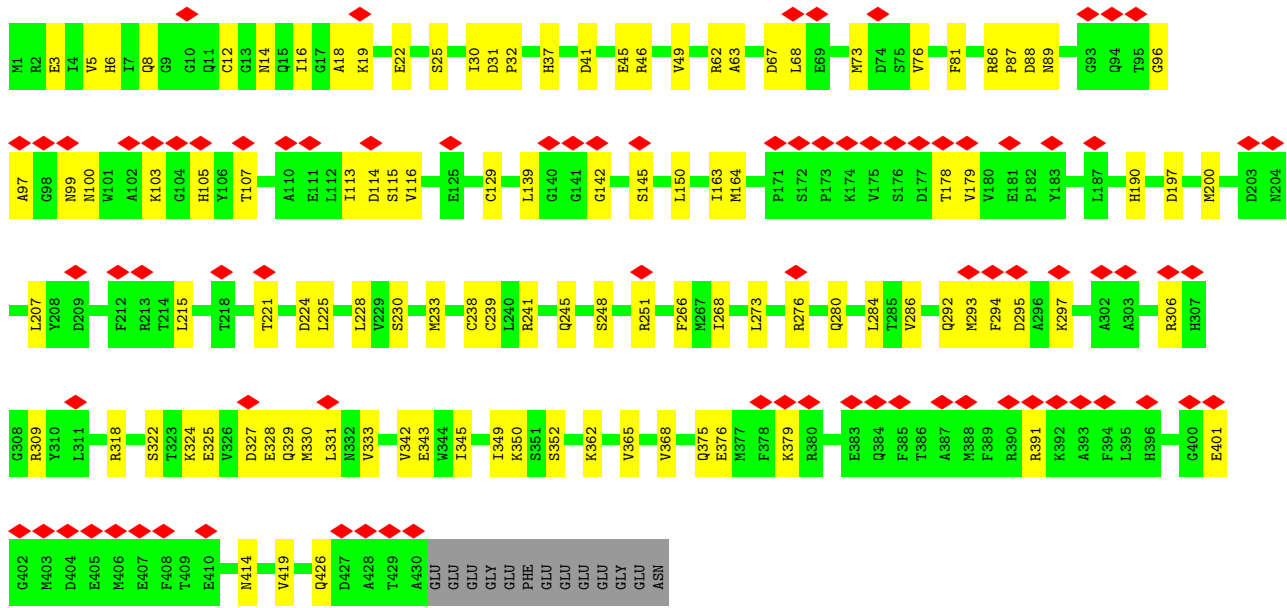 M1 R2 E3 I4 V5 H6 I7 Q8 G9 G10 Q11 C12 G13 N14 Q15 I16 G17 A18 K19 E22 S25 I30 D31 P32 H37 D41 E45 R46 V49 R62 A63 D67 L68 E69 M73 D74 S75 V76 F81 R86 P87 D88 N89 G93 Q94 T95 G96
A97 G98 N99 N100 W101 A102 K103 G104 H105 Y106 T107 A110 E111 L112 I113 D114 S115 V116 E125 C129 L139 G140 G141 G142 S145 L150 I163 M164 P171 S172 P173 K174 V175 S176 D177 T178 V179 V180 E181 P182 Y183 L187 H190 D197 M200 D203 N204
L207 Y208 D209 F212 R213 T214 L215 T218 T221 D224 L225 L228 V229 S230 M233 C238 C239 L240 R241 Q245 S248 R251 F266 M267 I268 L273 R276 Q280 L284 T285 V286 Q292 M293 F294 D295 A296 K297 A302 A303 R306 H307
G308 R309 Y310 L311 R318 S322 T323 K324 E325 V326 D327 E328 Q329 M330 L331 N332 V333 V342 E343 W344 I345 I349 K350 S351 S352 K362 V365 V368 Q375 E376 M377 F378 K379 R380 E383 Q384 F385 T386 A387 M388 F389 R390 R391 K392 A393 F394 L395 H396 G400 E401
G402 M403 D404 E405 M406 E407 F408 T409 E410 N414 V419 Q426 D427 A428 T429 A430 GLU GLU GLU GLY GLU PHE GLU GLU GLU GLU GLY GLU ASN